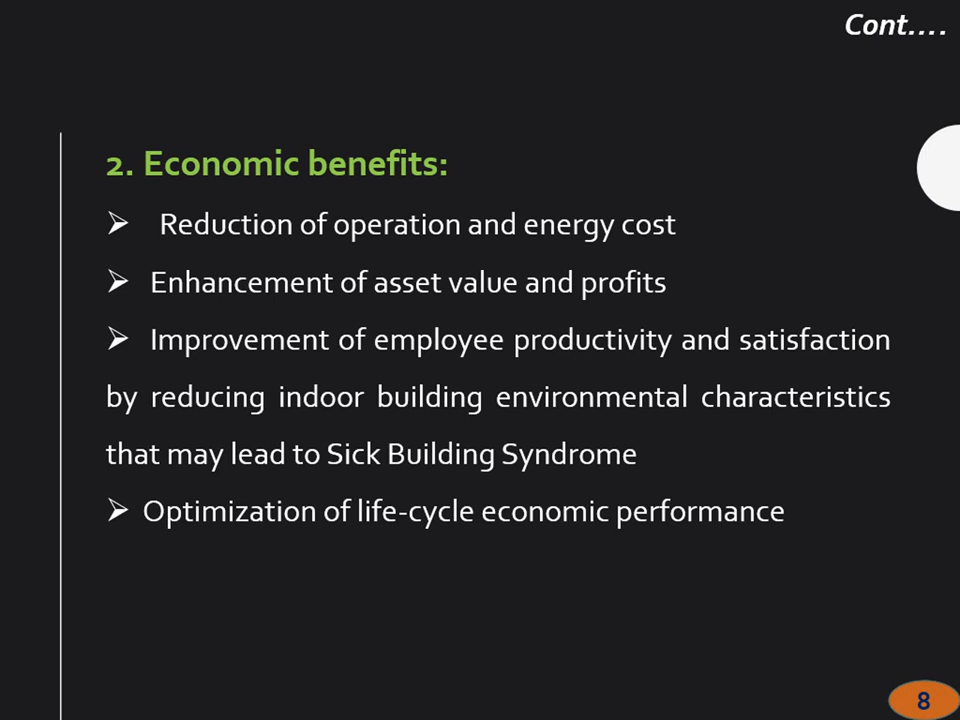 Cont....
2. Economic benefits:
➢ Reduction of operation and energy cost
➢ Enhancement of asset value and profits
➢ Improvement of employee productivity and satisfaction
by reducing indoor building environmental characteristics
that may lead to Sick Building Syndrome
➢ Optimization of life-cycle economic performance
8